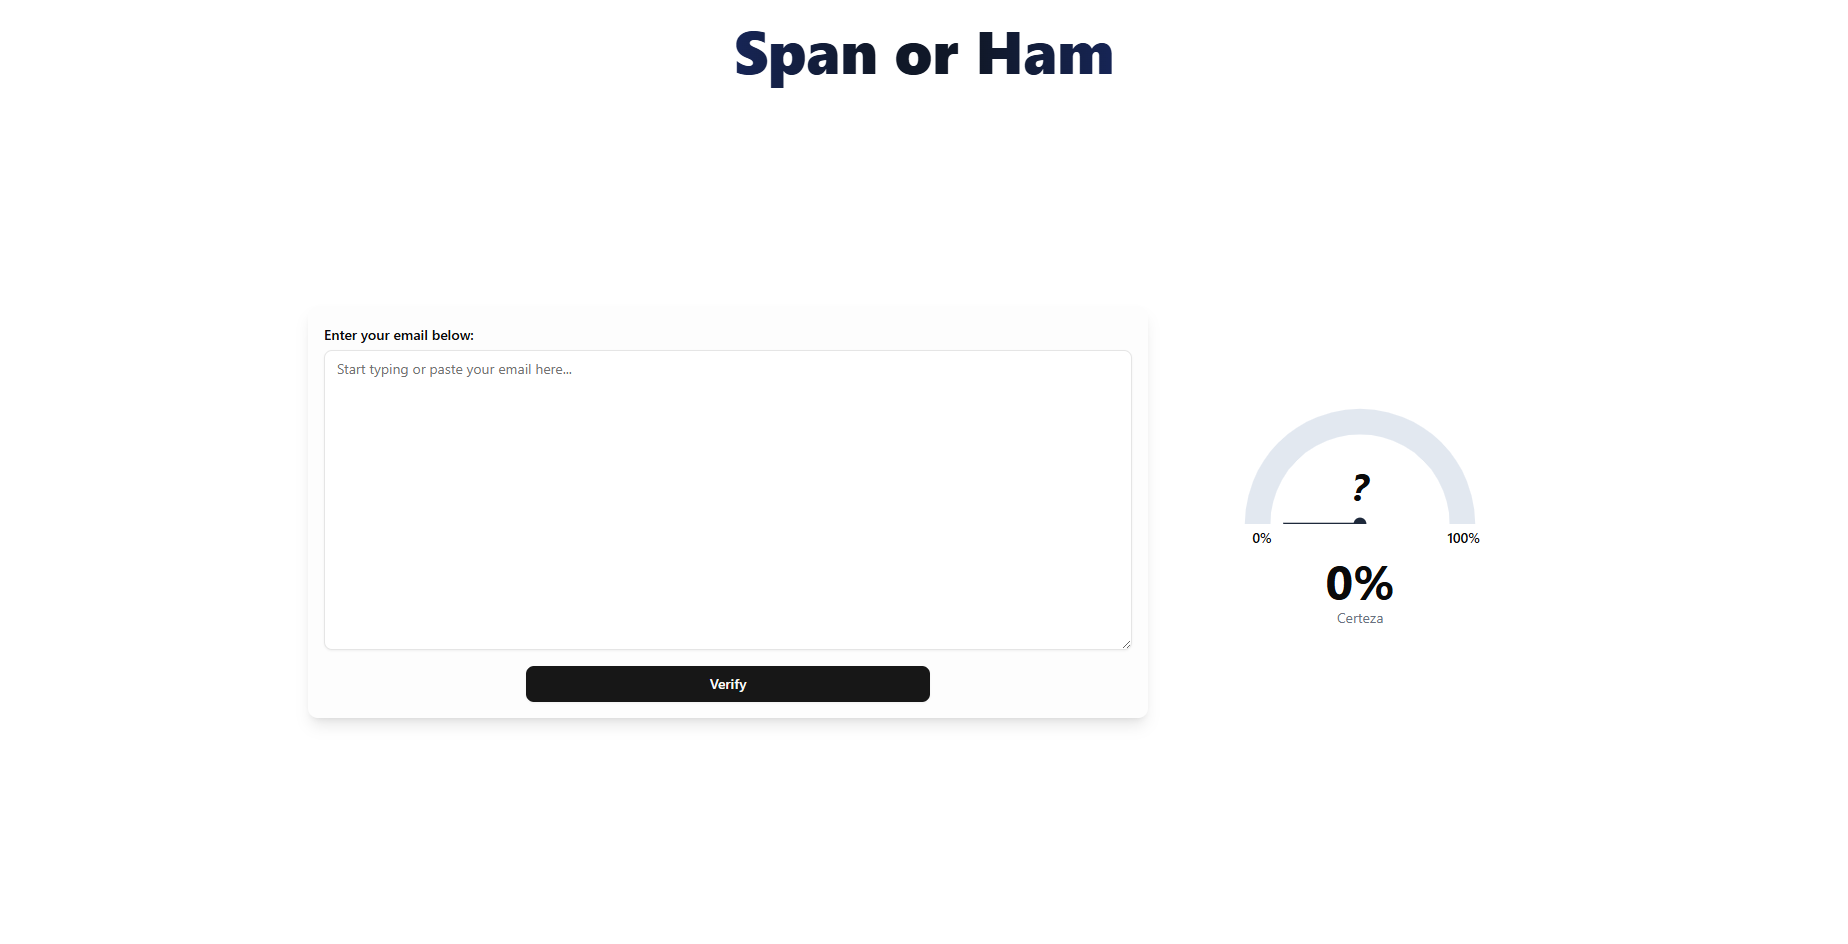 Span or Ham
Enter your email below:
Start typing or paste your email here...
Verify
?
0%
100%
0%
Certeza